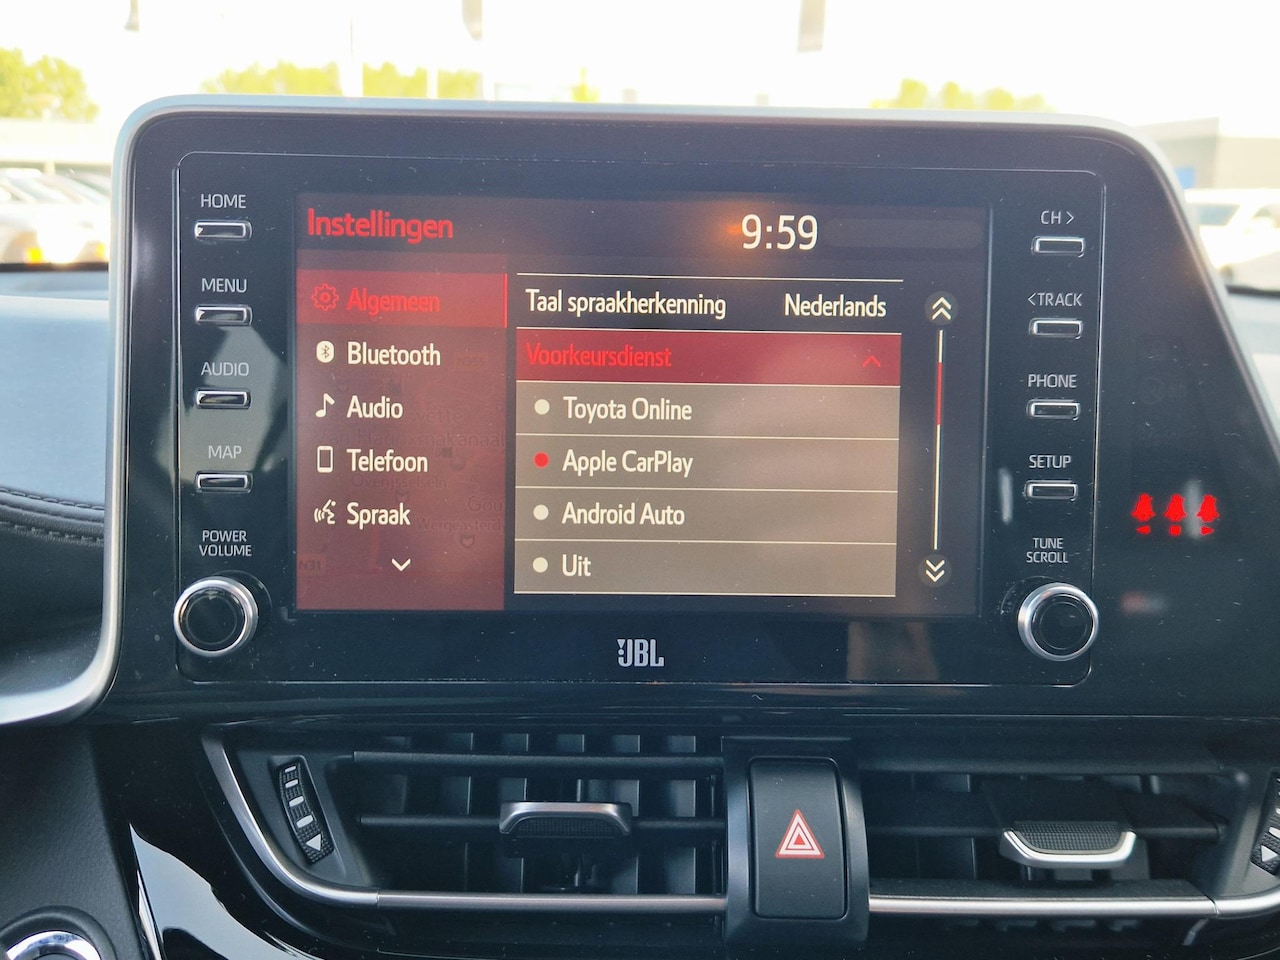 HOME
MENU
AUDIO
MAP
POWER
VOLUME
Instellingen
9:59
Algemeen
Bluetooth
Audio
Telefoon
Spraak
Taal spraakherkenning Nederlands
Voorkeursdienst
Toyota Online
Apple CarPlay
Android Auto
Uit
CH >
< TRACK
PHONE
SETUP
TUNE
SCROLL
JBL